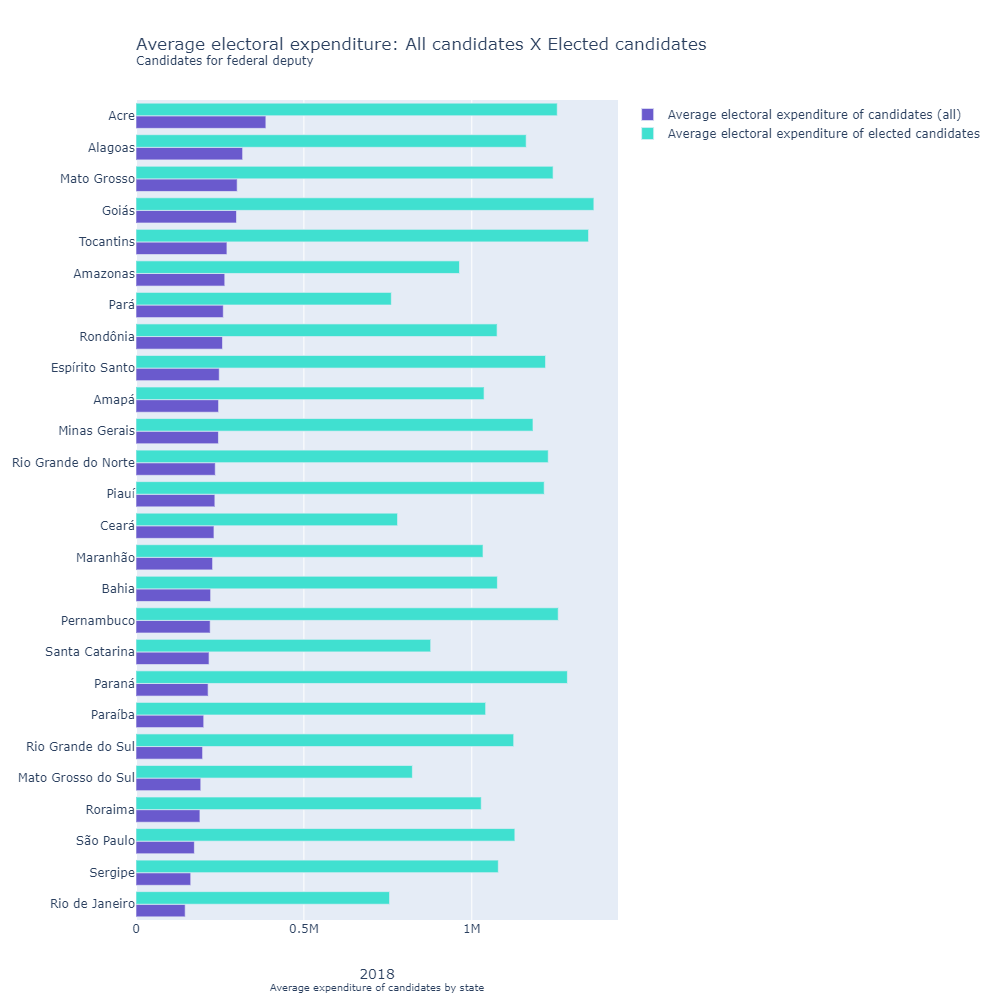 Average electoral expenditure: All candidates X Elected candidates
Candidates for federal deputy
Average electoral expenditure of candidates (all)
Average electoral expenditure of elected candidates
Acre
Alagoas
Mato Grosso
Goiás
Tocantins
Amazonas
Pará
Rondônia
Espírito Santo
Amapá
Minas Gerais
Rio Grande do Norte
Piauí
Ceará
Maranhão
Bahia
Pernambuco
Santa Catarina
Paraná
Paraíba
Rio Grande do Sul
Mato Grosso do Sul
Roraima
São Paulo
Sergipe
Rio de Janeiro
0 0.5M 1M
2018
Average expenditure of candidates by state